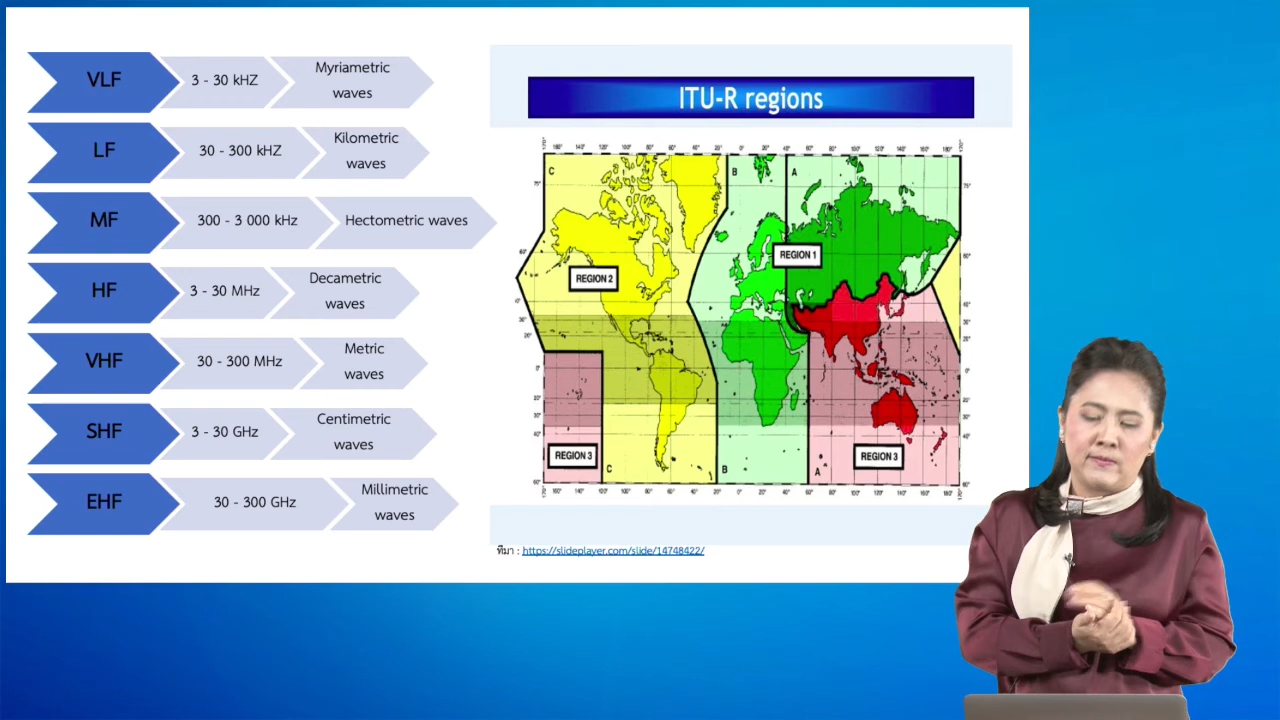 VLF
3 - 30 kHZ
Myriametric
waves
LF
30 - 300 kHZ
Kilometric
waves
MF
300 - 3 000 kHz
Hectometric waves
HF
3 - 30 MHz
Decametric
waves
VHF
30 - 300 MHz
Metric
waves
SHF
3 - 30 GHz
Centimetric
waves
EHF
30 - 300 GHz
Millimetric
waves
ITU-R regions
C
B
A
REGION 1
REGION 2
REGION 3
C
B
A
REGION 3
ที่มา : https://slideplayer.com/slide/14748422/